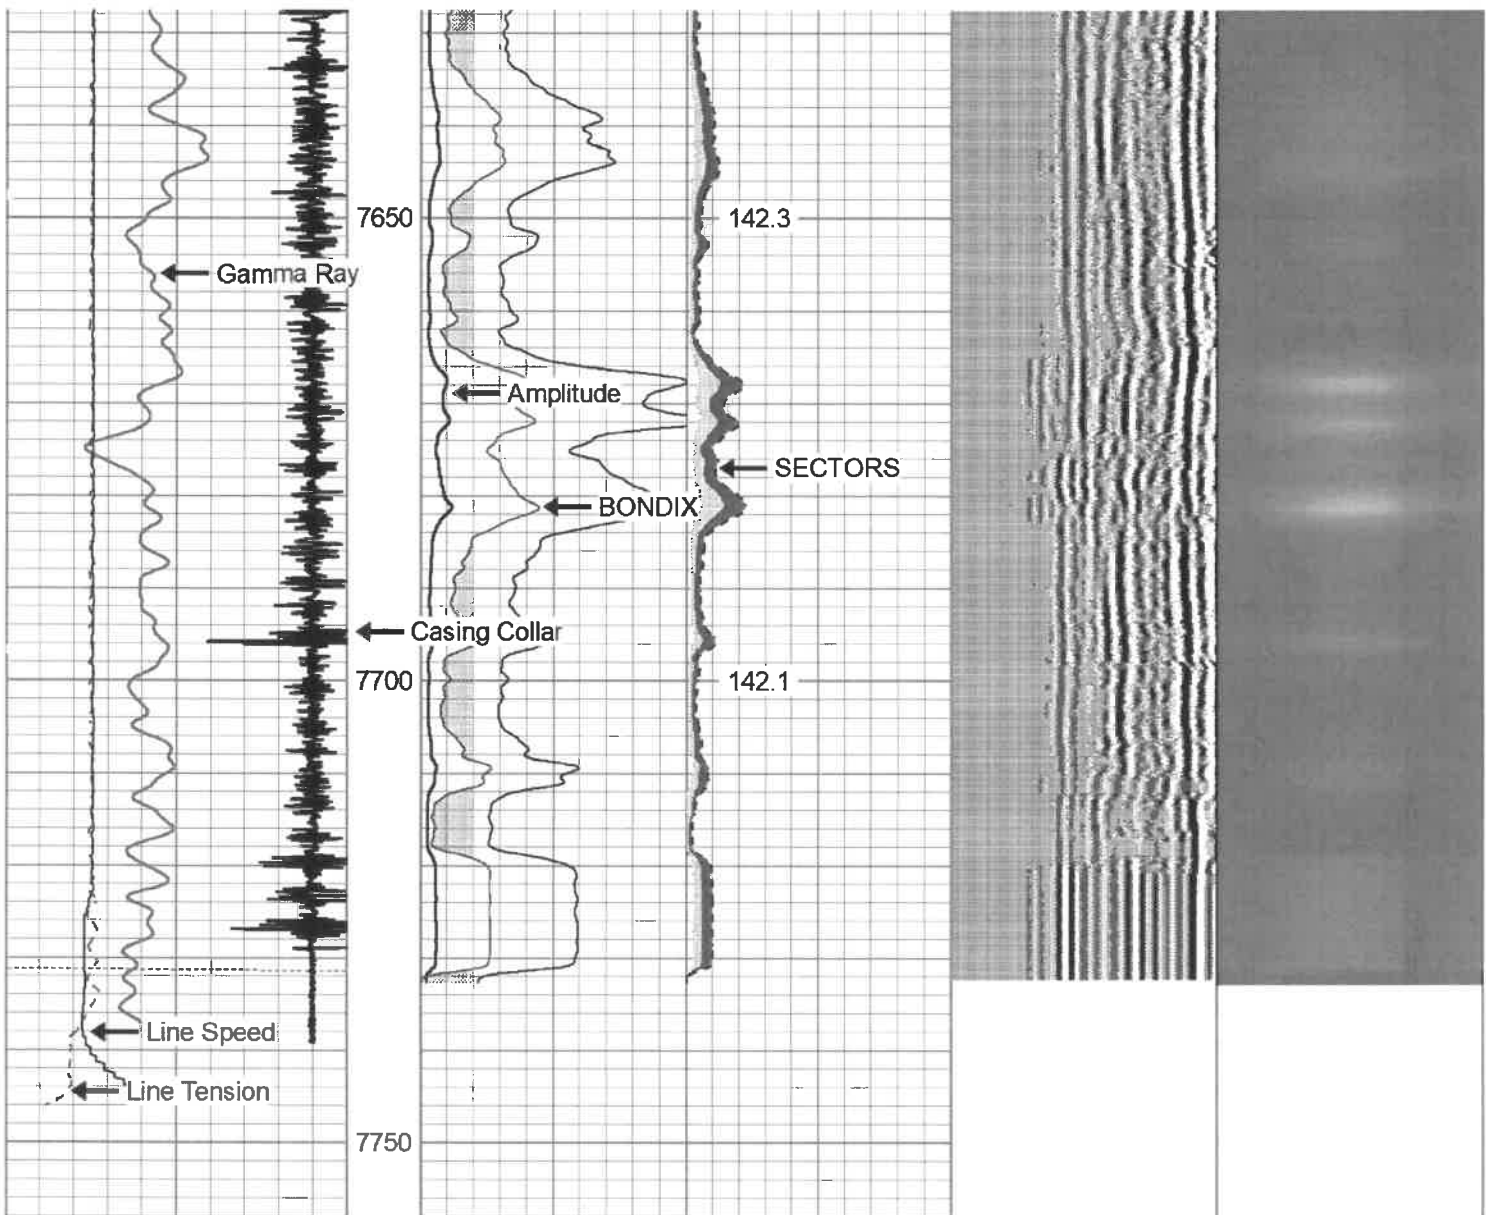 7650
142.3
Gamma Ray
Amplitude
SECTORS
BONDIX
Casing Collar
7700
142.1
Line Speed
Line Tension
7750